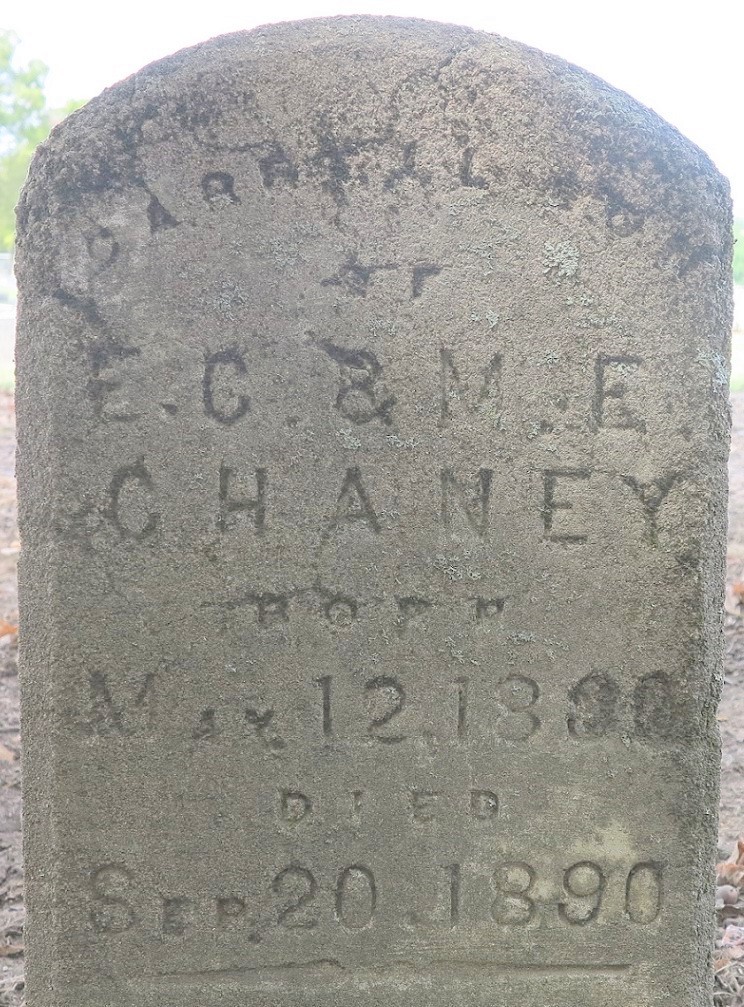 OF
E. C. & M. E.
CHANEY
BORN
MAY. 12, 1890
DIED
SEP. 20, 1890